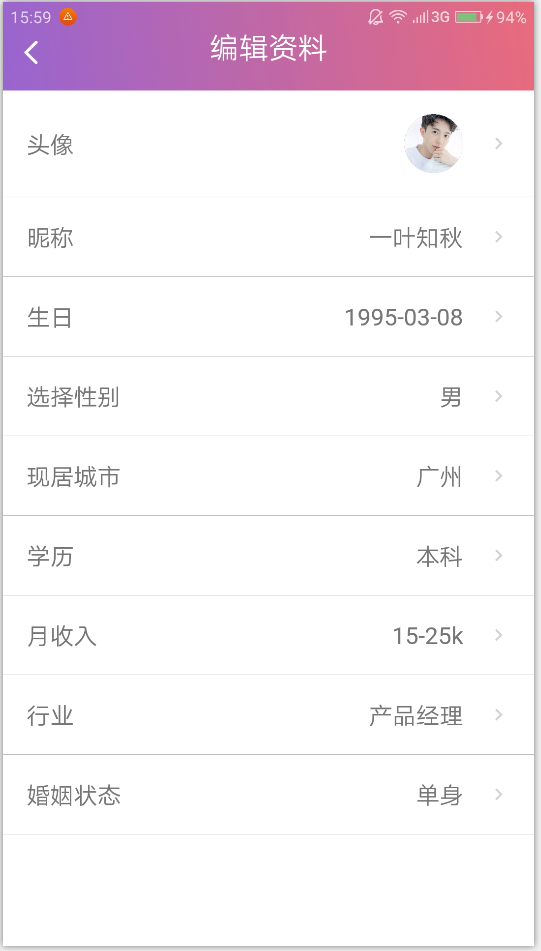 15:59 3G 94%
编辑资料
头像
昵称 一叶知秋
生日 1995-03-08
选择性别 男
现居城市 广州
学历 本科
月收入 15-25k
行业 产品经理
婚姻状态 单身